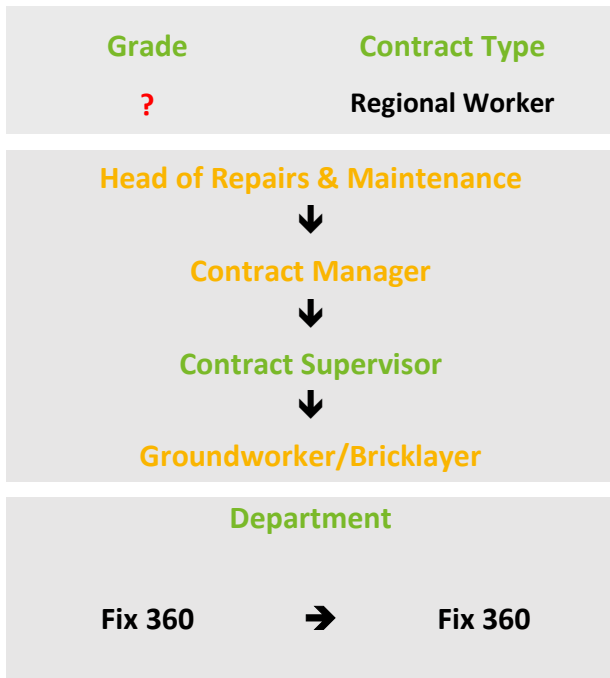 Grade Contract Type
? Regional Worker
Head of Repairs & Maintenance
↓
Contract Manager
↓
Contract Supervisor
↓
Groundworker/Bricklayer
Department
Fix 360 → Fix 360